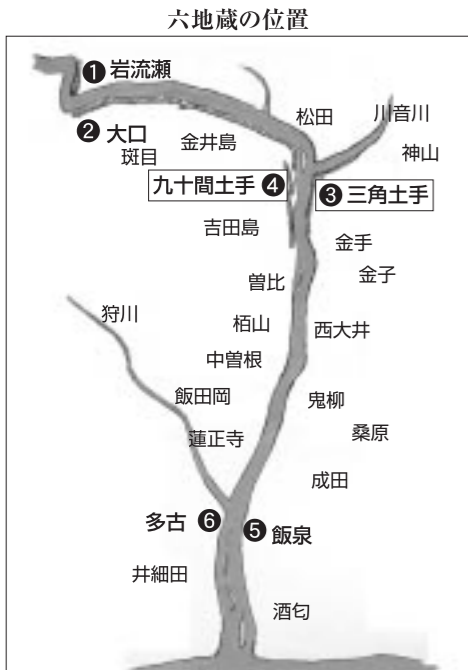 六地蔵の位置
❶ 岩流瀬
❷ 大口
斑目
金井島
松田
川音川
神山
九十間土手 ❹
❸ 三角土手
吉田島
金手
金子
曽比
狩川
栢山
西大井
中曽根
飯田岡
鬼柳
蓮正寺
桑原
成田
多古 ❻
❺ 飯泉
井細田
酒匂